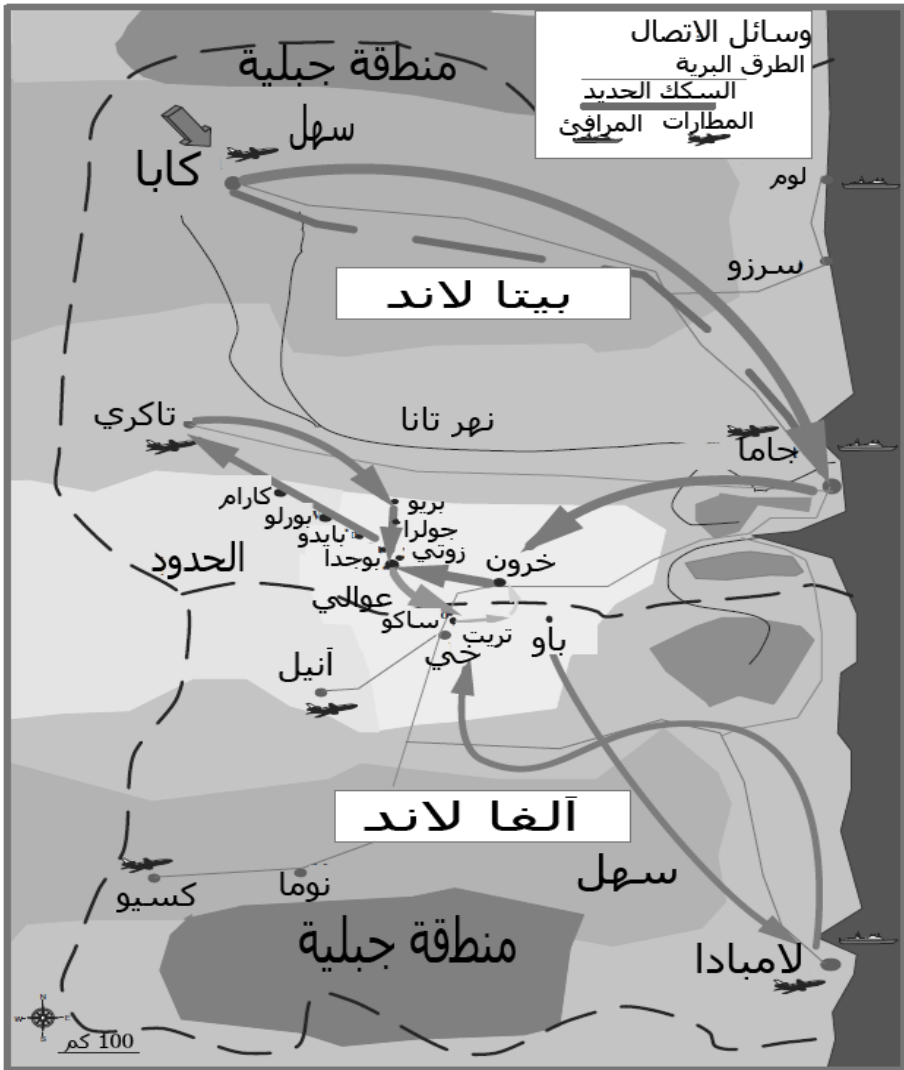 وسائل الاتصال
الطرق البرية
السكك الحديد
المطارات
المرافئ
منطقة جبلية
سهل
كابا
لوم
سرزو
بيتا لاند
تاكري
نهر تانا
جاما
كارام
بورلو
بايدو
بريو
جولرا
زوتي
بوجدا
خرون
الحدود
عوالي
ساكو
تريت
باو
خي
آنيل
آلفا لاند
سهل
نوما
كسيو
منطقة جبلية
لامبادا
N
W
E
S
100 كم